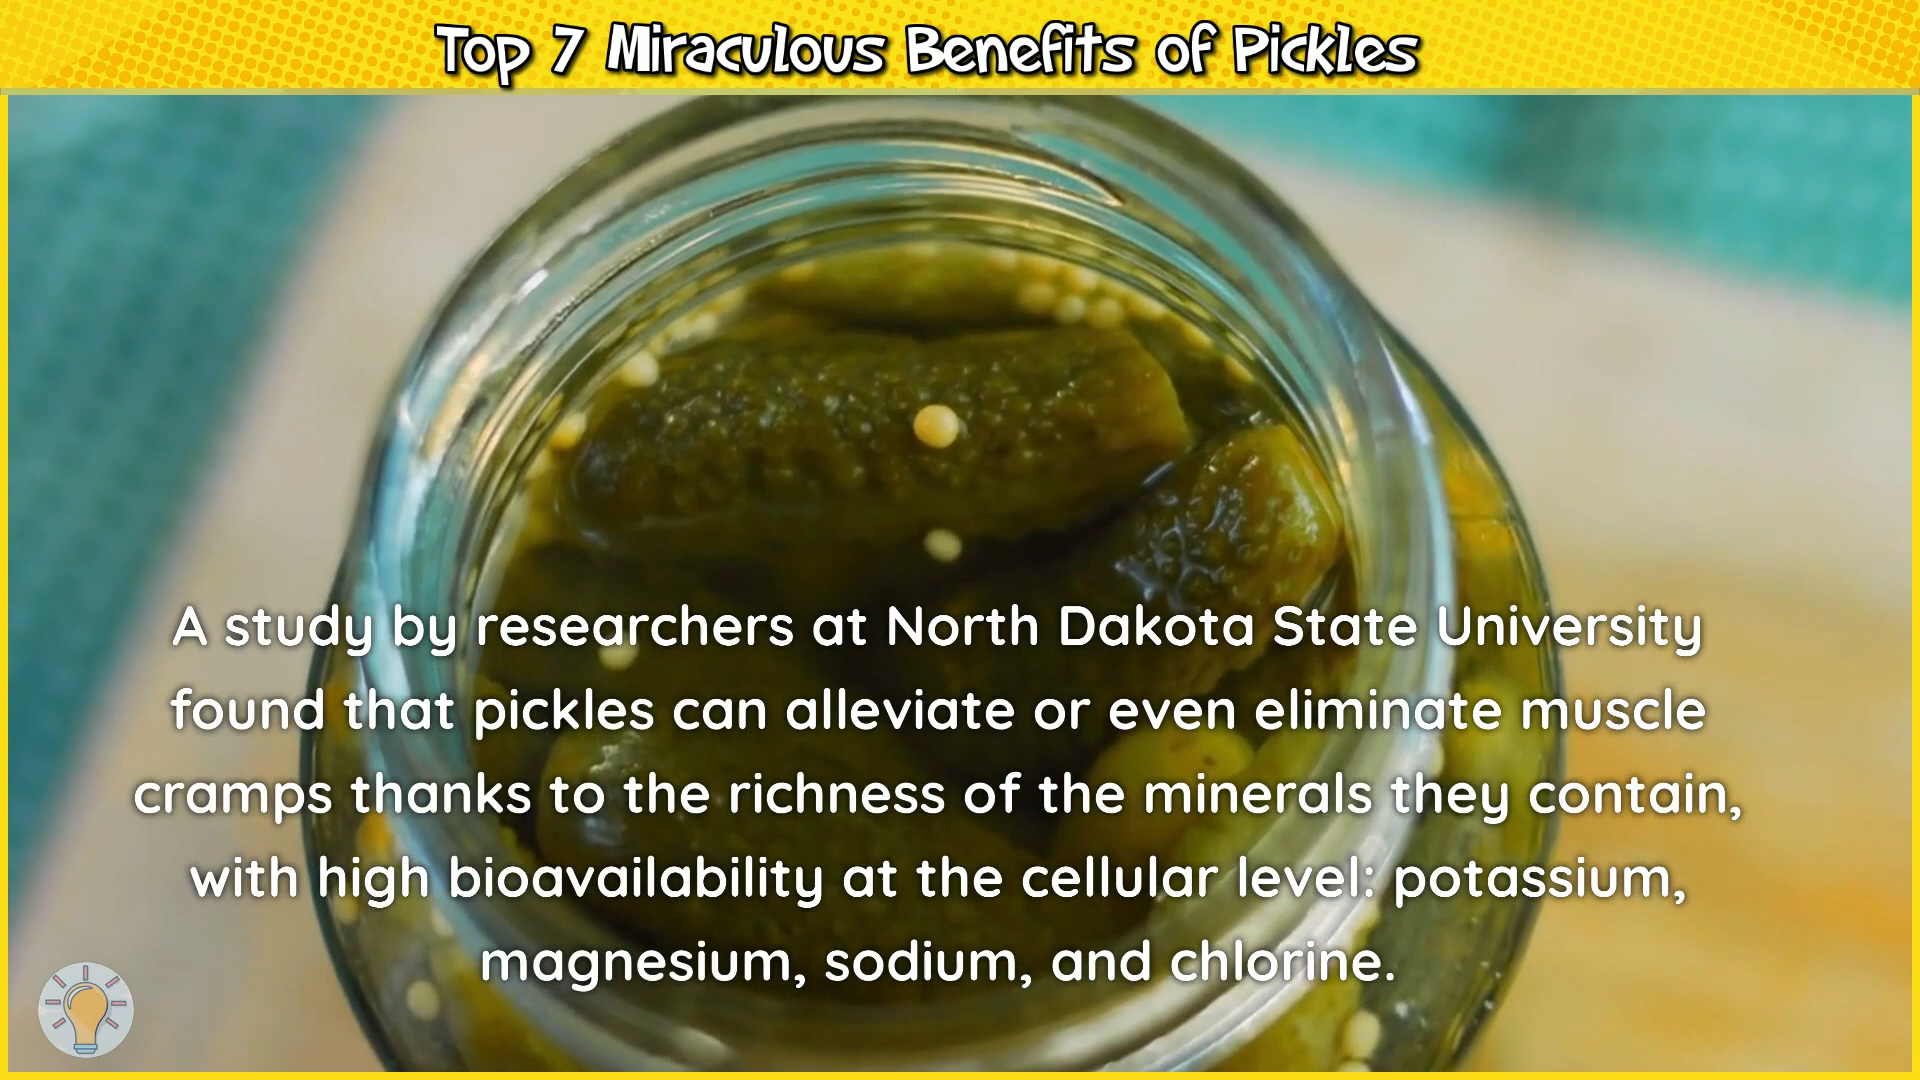 Top 7 Miraculous Benefits of Pickles
A study by researchers at North Dakota State University
found that pickles can alleviate or even eliminate muscle
cramps thanks to the richness of the minerals they contain,
with high bioavailability at the cellular level: potassium,
magnesium, sodium, and chlorine.